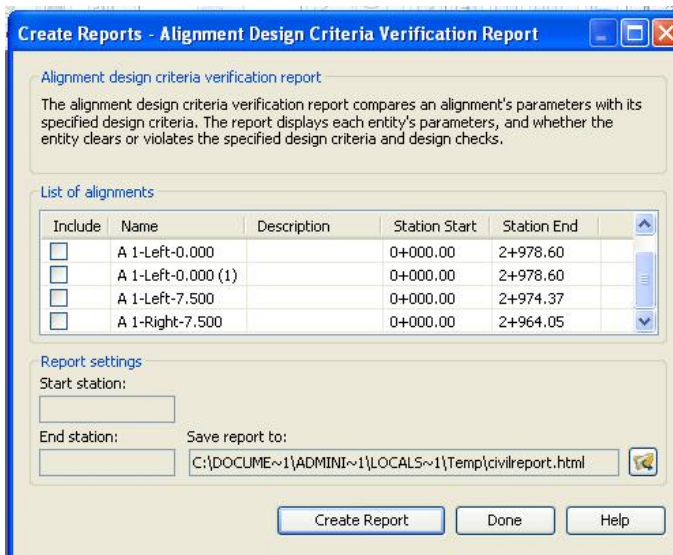 Create Reports - Alignment Design Criteria Verification Report
Alignment design criteria verification report
The alignment design criteria verification report compares an alignment's parameters with its
specified design criteria. The report displays each entity's parameters, and whether the
entity clears or violates the specified design criteria and design checks.
List of alignments
Include Name Description Station Start Station End
A 1-Left-0.000 0+000.00 2+978.60
A 1-Left-0.000 (1) 0+000.00 2+978.60
A 1-Left-7.500 0+000.00 2+974.37
A 1-Right-7.500 0+000.00 2+964.05
Report settings
Start station:
End station: Save report to:
C:\DOCUME~1\ADMINI~1\LOCALS~1\Temp\civilreport.html
Create Report Done Help